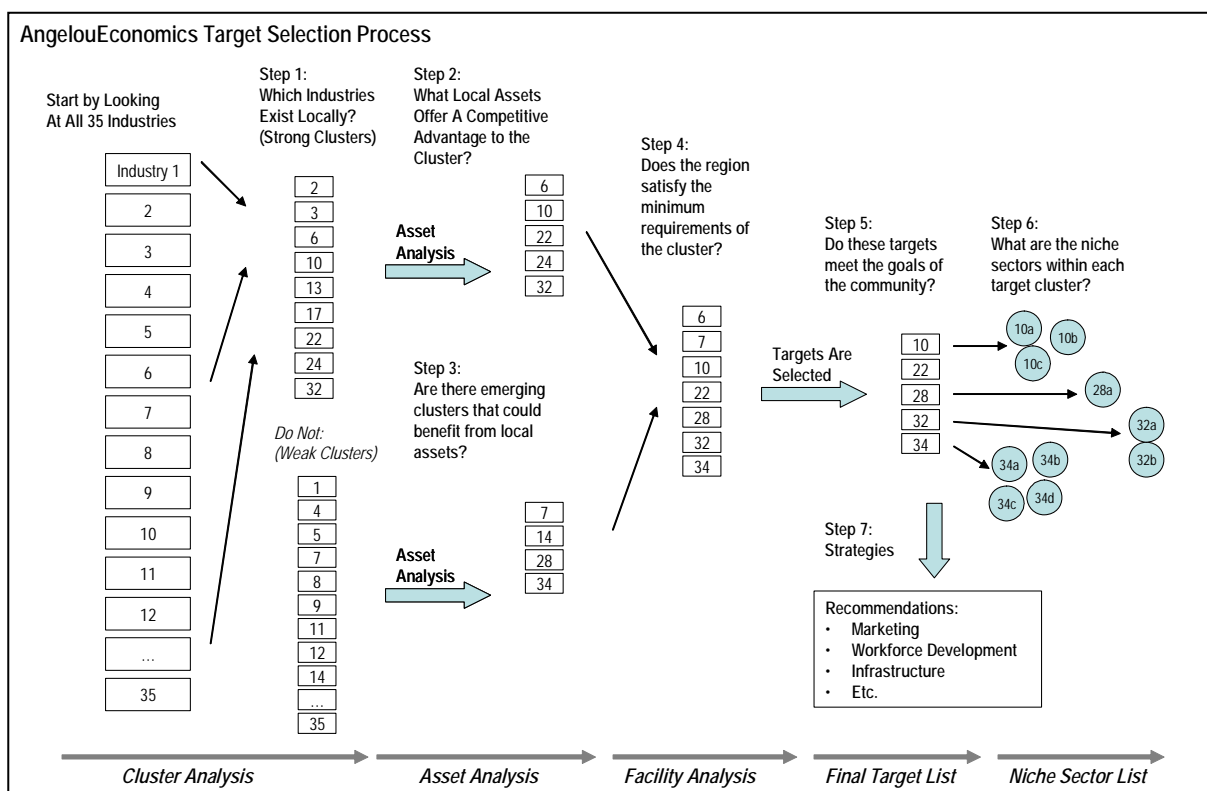 AngelouEconomics Target Selection Process
Start by Looking
At All 35 Industries
Industry 1
2
3
4
5
6
7
8
9
10
11
12
...
35
Step 1:
Which Industries
Exist Locally?
(Strong Clusters)
2
3
6
10
13
17
22
24
32
Do Not:
(Weak Clusters)
1
4
5
7
8
9
11
12
14
...
35
Asset
Analysis
Asset
Analysis
Step 2:
What Local Assets
Offer A Competitive
Advantage to the
Cluster?
6
10
22
24
32
Step 3:
Are there emerging
clusters that could
benefit from local
assets?
7
14
28
34
Step 4:
Does the region
satisfy the
minimum
requirements of
the cluster?
6
7
10
22
28
32
34
Targets Are
Selected
Step 5:
Do these targets
meet the goals of
the community?
10
22
28
32
34
Step 6:
What are the niche
sectors within each
target cluster?
10a
10b
10c
28a
32a
32b
34a
34b
34c
34d
Step 7:
Strategies
Recommendations:
• Marketing
• Workforce Development
• Infrastructure
• Etc.
Cluster Analysis
Asset Analysis
Facility Analysis
Final Target List
Niche Sector List